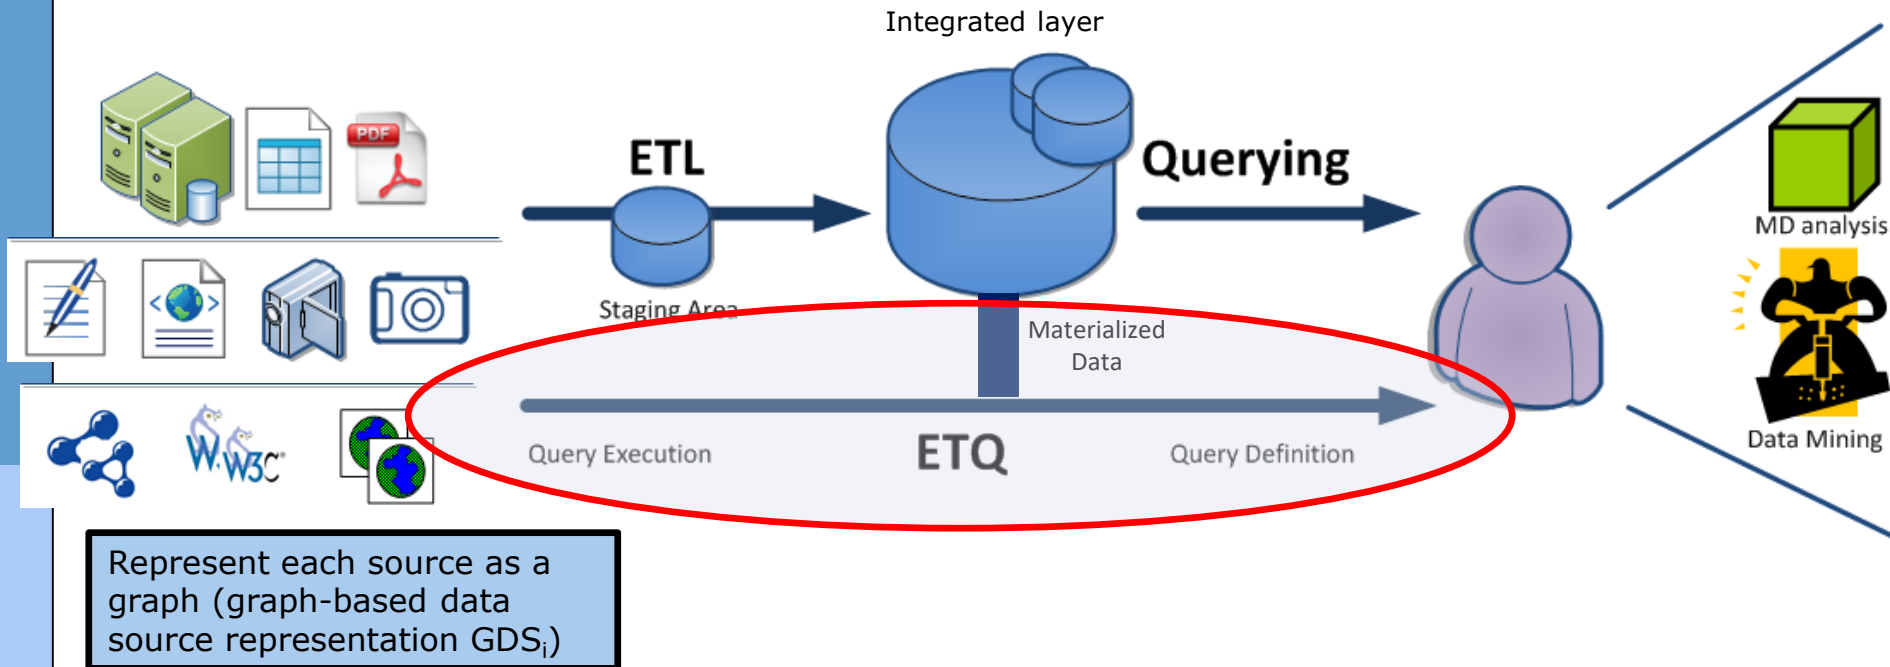 Integrated layer
PDF
ETL
Querying
Staging Area
MD analysis
Materialized
Data
W3C
Query Execution
ETQ
Query Definition
Data Mining
Represent each source as a
graph (graph-based data
source representation GDSi)